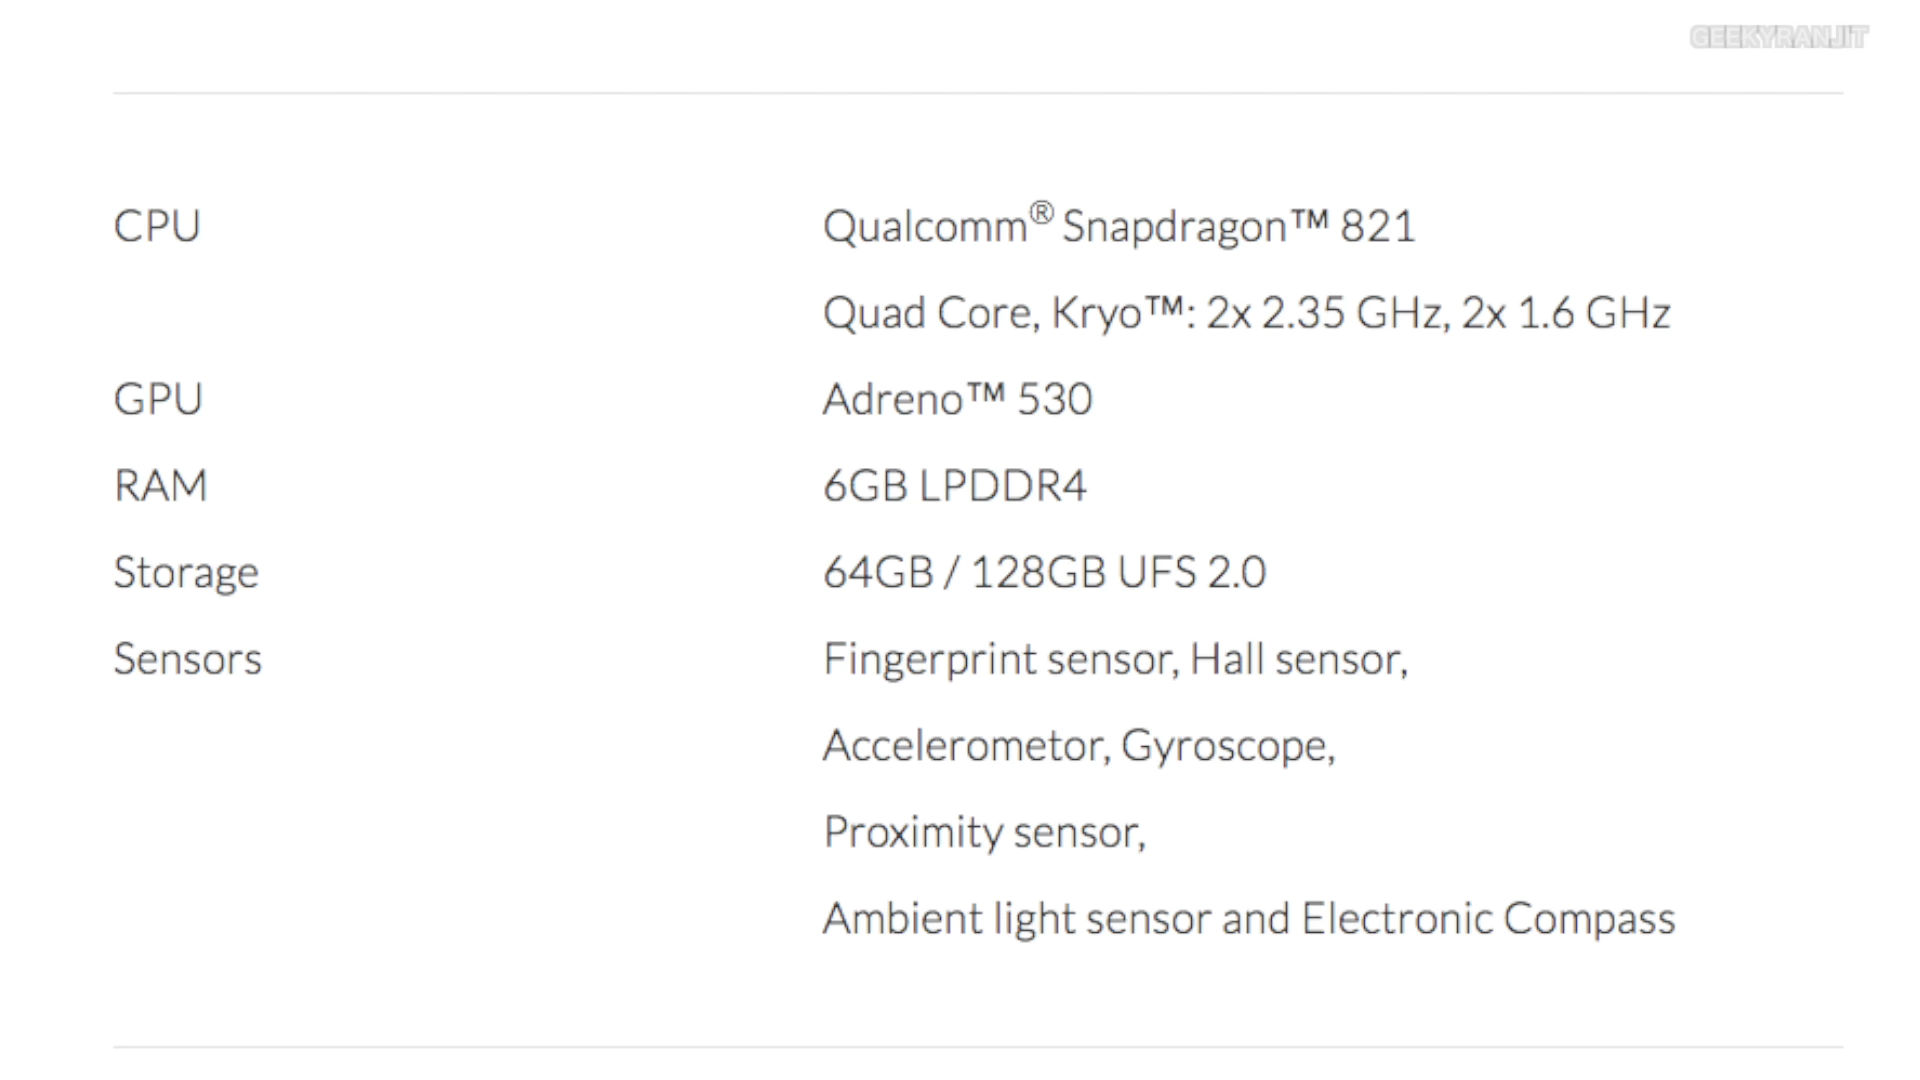 GEEKYRANJIT
CPU Qualcomm® Snapdragon™ 821
Quad Core, Kryo™: 2x 2.35 GHz, 2x 1.6 GHz
GPU Adreno™ 530
RAM 6GB LPDDR4
Storage 64GB / 128GB UFS 2.0
Sensors Fingerprint sensor, Hall sensor,
Accelerometor, Gyroscope,
Proximity sensor,
Ambient light sensor and Electronic Compass